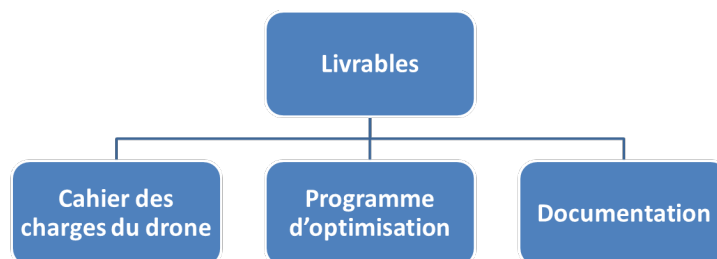 Livrables
Cahier des
charges du drone
Programme
d'optimisation
Documentation